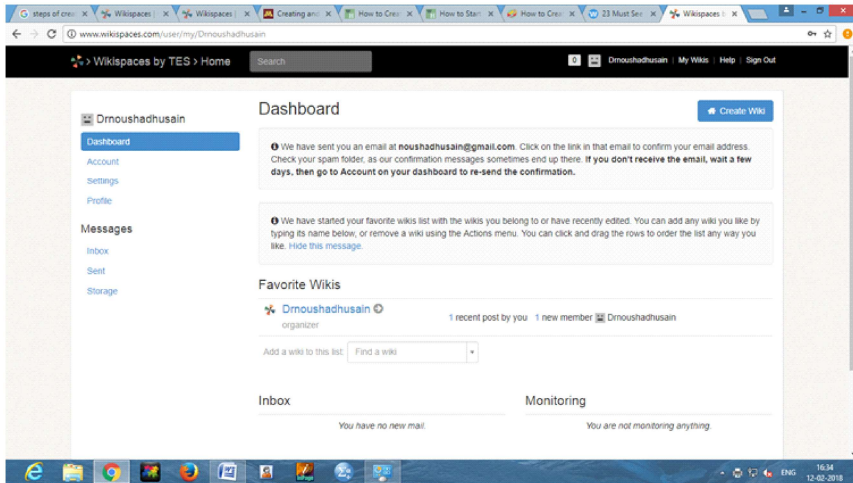 steps of crea
Wikispaces |
Wikispaces |
Creating and
How to Crea
How to Start
How to Crea
23 Must See
Wikispaces b
www.wikispaces.com/user/my/Drnoushadhusain
> Wikispaces by TES > Home
Search
0
Drnoushadhusain | My Wikis | Help | Sign Out
Drnoushadhusain
Dashboard
Account
Settings
Profile
Messages
Inbox
Sent
Storage
Dashboard
Create Wiki
We have sent you an email at noushadhusain@gmail.com. Click on the link in that email to confirm your email address.
Check your spam folder, as our confirmation messages sometimes end up there. If you don't receive the email, wait a few
days, then go to Account on your dashboard to re-send the confirmation.
We have started your favorite wikis list with the wikis you belong to or have recently edited. You can add any wiki you like by
typing its name below, or remove a wiki using the Actions menu. You can click and drag the rows to order the list any way you
like. Hide this message.
Favorite Wikis
Drnoushadhusain
organizer
1 recent post by you 1 new member Drnoushadhusain
Add a wiki to this list: Find a wiki
Inbox
You have no new mail.
Monitoring
You are not monitoring anything.
ENG
16:34
12-02-2018